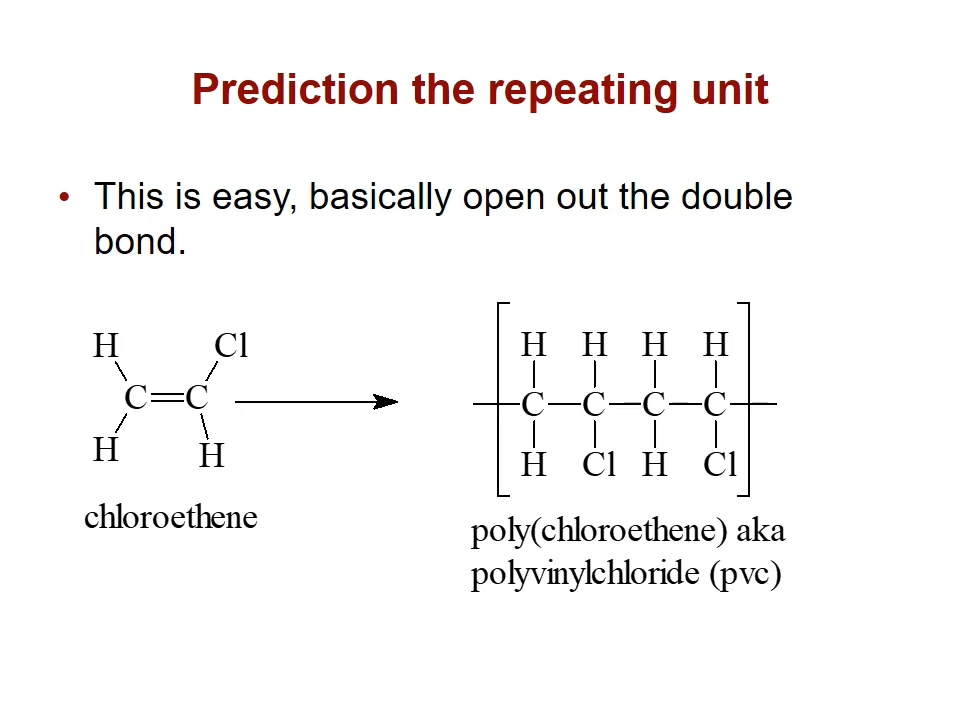 Prediction the repeating unit
• This is easy, basically open out the double
bond.
H Cl
C C
H H
chloroethene
H H H H
C C C C
H Cl H Cl
poly(chloroethene) aka
polyvinylchloride (pvc)